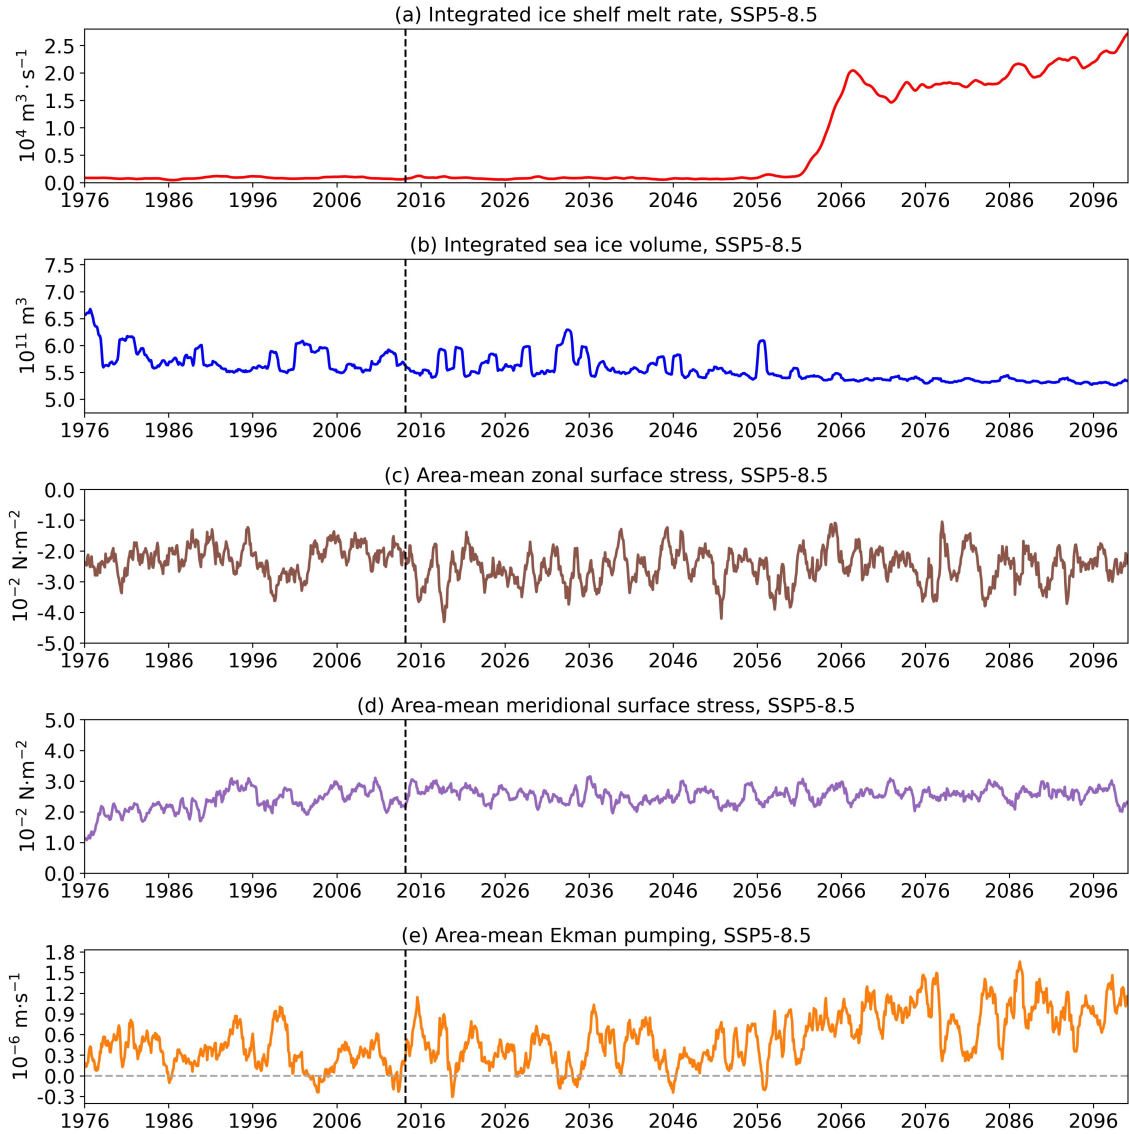 (a) Integrated ice shelf melt rate, SSP5-8.5
10⁴ m³ · s⁻¹
2.5
2.0
1.5
1.0
0.5
0.0
1976 1986 1996 2006 2016 2026 2036 2046 2056 2066 2076 2086 2096
(b) Integrated sea ice volume, SSP5-8.5
10¹¹ m³
7.5
7.0
6.5
6.0
5.5
5.0
1976 1986 1996 2006 2016 2026 2036 2046 2056 2066 2076 2086 2096
(c) Area-mean zonal surface stress, SSP5-8.5
10⁻² N·m⁻²
0.0
-1.0
-2.0
-3.0
-4.0
-5.0
1976 1986 1996 2006 2016 2026 2036 2046 2056 2066 2076 2086 2096
(d) Area-mean meridional surface stress, SSP5-8.5
10⁻² N·m⁻²
5.0
4.0
3.0
2.0
1.0
0.0
1976 1986 1996 2006 2016 2026 2036 2046 2056 2066 2076 2086 2096
(e) Area-mean Ekman pumping, SSP5-8.5
10⁻⁶ m·s⁻¹
1.8
1.5
1.2
0.9
0.6
0.3
0.0
-0.3
1976 1986 1996 2006 2016 2026 2036 2046 2056 2066 2076 2086 2096